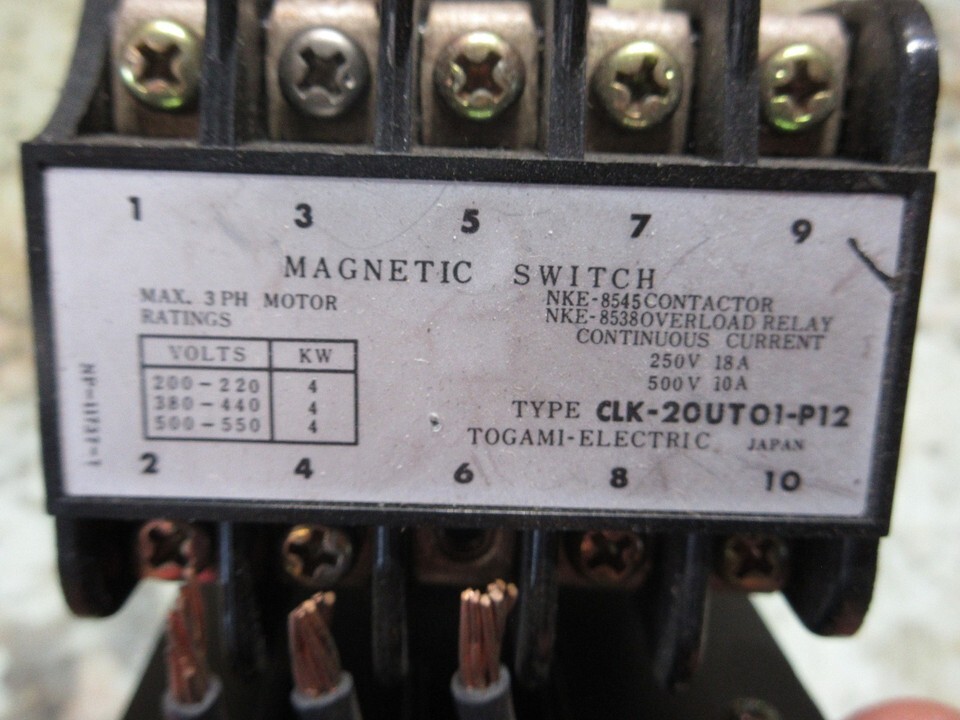 1 3 5 7 9
MAGNETIC SWITCH
MAX. 3PH MOTOR
RATINGS
VOLTS KW
200-220 4
380-440 4
500-550 4
NKE-8545 CONTACTOR
NKE-8538 OVERLOAD RELAY
CONTINUOUS CURRENT
250V 18A
500V 10A
TYPE CLK-20UT01-P12
TOGAMI-ELECTRIC JAPAN
2 4 6 8 10